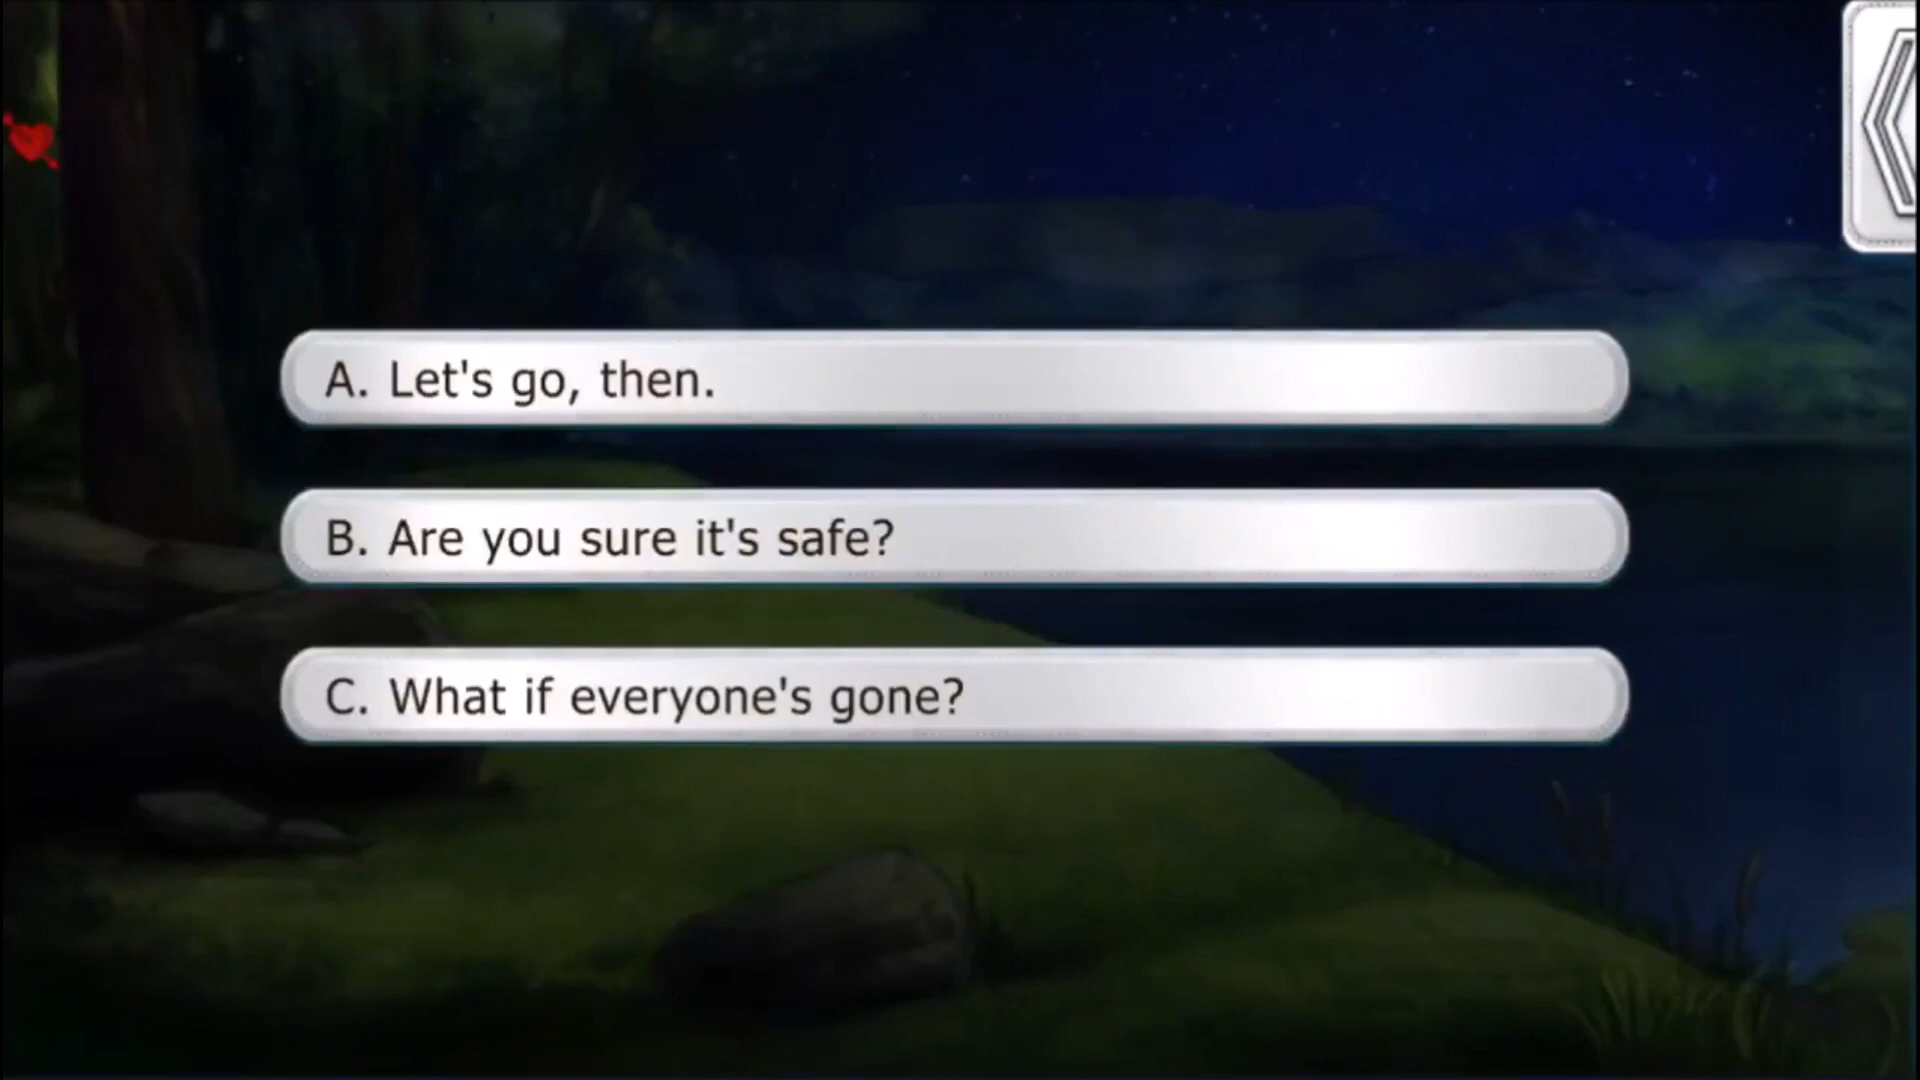 A. Let's go, then.
B. Are you sure it's safe?
C. What if everyone's gone?